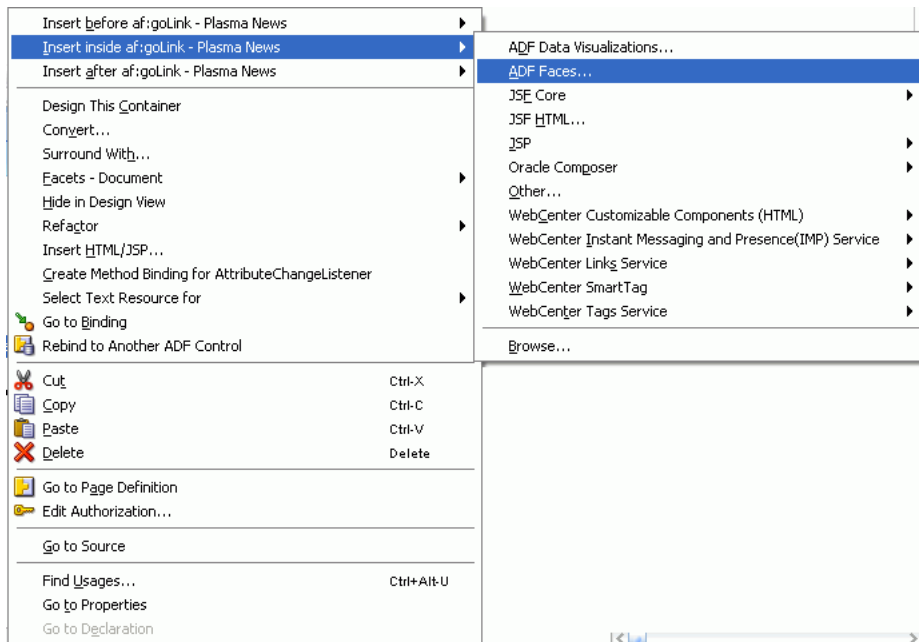 Insert before af:goLink - Plasma News
Insert inside af:goLink - Plasma News
Insert after af:goLink - Plasma News
Design This Container
Convert...
Surround With...
Facets - Document
Hide in Design View
Refactor
Insert HTML/JSP...
Create Method Binding for AttributeChangeListener
Select Text Resource for
Go to Binding
Rebind to Another ADF Control
Cut Ctrl-X
Copy Ctrl-C
Paste Ctrl-V
Delete Delete
Go to Page Definition
Edit Authorization...
Go to Source
Find Usages... Ctrl+Alt-U
Go to Properties
Go to Declaration
ADF Data Visualizations...
ADF Faces...
JSF Core
JSF HTML...
JSP
Oracle Composer
Other...
WebCenter Customizable Components (HTML)
WebCenter Instant Messaging and Presence(IMP) Service
WebCenter Links Service
WebCenter SmartTag
WebCenter Tags Service
Browse...